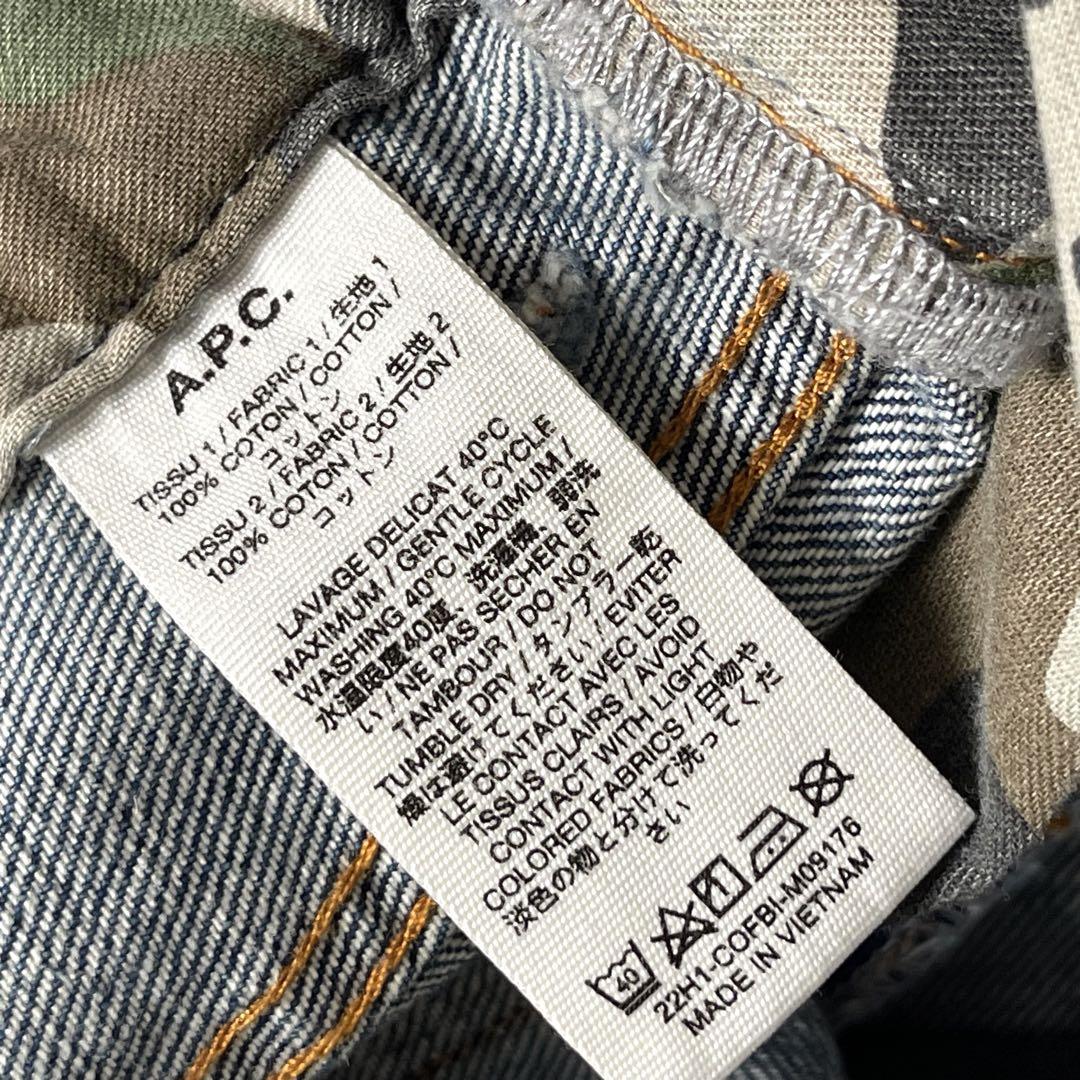 A.P.C.
TISSU 1 / FABRIC 1 / 生地 1
100% COTON / COTTON /
コットン
TISSU 2 / FABRIC 2 / 生地 2
100% COTON / COTTON /
コットン
LAVAGE DELICAT 40°C
MAXIMUM / GENTLE CYCLE
WASHING 40°C MAXIMUM /
水温限度40度、洗濯機、弱洗
い / NE PAS SECHER EN
TAMBOUR / DO NOT
TUMBLE DRY / タンブラー乾
燥は避けてください / EVITER
LE CONTACT AVEC LES
TISSUS CLAIRS / AVOID
CONTACT WITH LIGHT
COLORED FABRICS / 白物や
淡色の物と分けて洗ってくだ
さい
40
22H1-COFBI-M09176
MADE IN VIETNAM